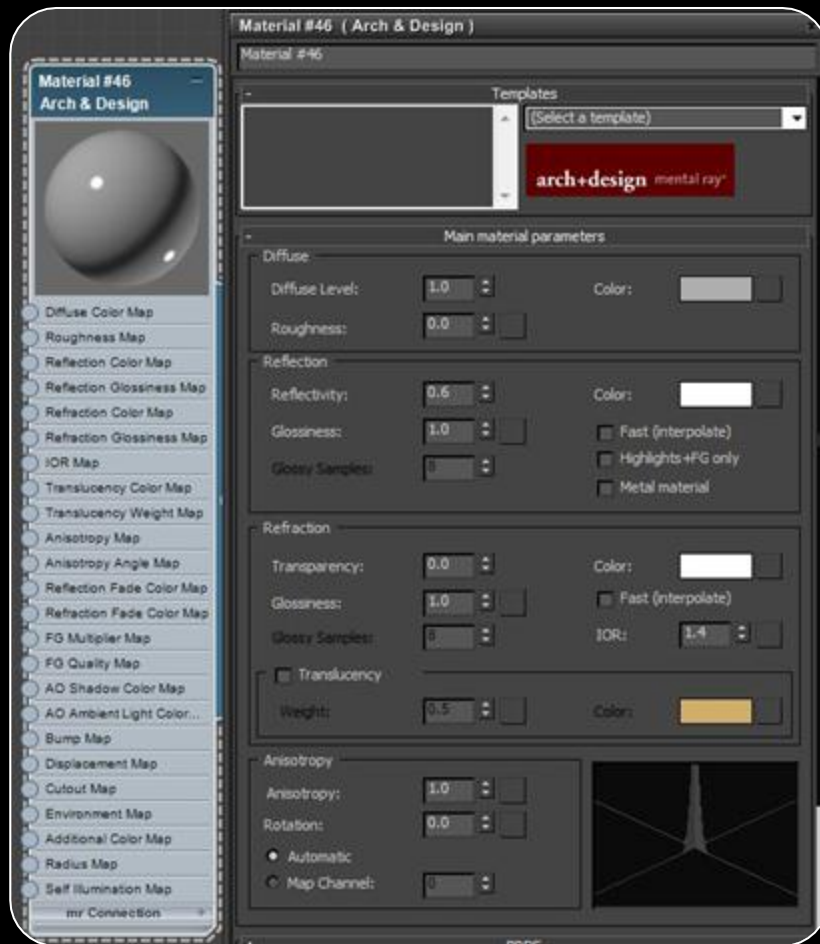 Material #46
Arch & Design
Diffuse Color Map
Roughness Map
Reflection Color Map
Reflection Glossiness Map
Refraction Color Map
Refraction Glossiness Map
IOR Map
Translucency Color Map
Translucency Weight Map
Anisotropy Map
Anisotropy Angle Map
Reflection Fade Color Map
Refraction Fade Color Map
FG Multiplier Map
FG Quality Map
AO Shadow Color Map
AO Ambient Light Color...
Bump Map
Displacement Map
Cutout Map
Environment Map
Additional Color Map
Radius Map
Self Illumination Map
mr Connection +
Material #46 ( Arch & Design )
Material #46
- Templates
(Select a template)
arch+design mental ray®
- Main material parameters
Diffuse
Diffuse Level: 1.0 Color:
Roughness: 0.0
Reflection
Reflectivity: 0.6 Color:
Glossiness: 1.0 Fast (interpolate)
Highlights+FG only
Glossy Samples: 8
Metal material
Refraction
Transparency: 0.0 Color:
Glossiness: 1.0 Fast (interpolate)
Glossy Samples: 8 IOR: 1.4
Translucency
Weight: 0.5 Color:
Anisotropy
Anisotropy: 1.0
Rotation: 0.0
Automatic
Map Channel: 0